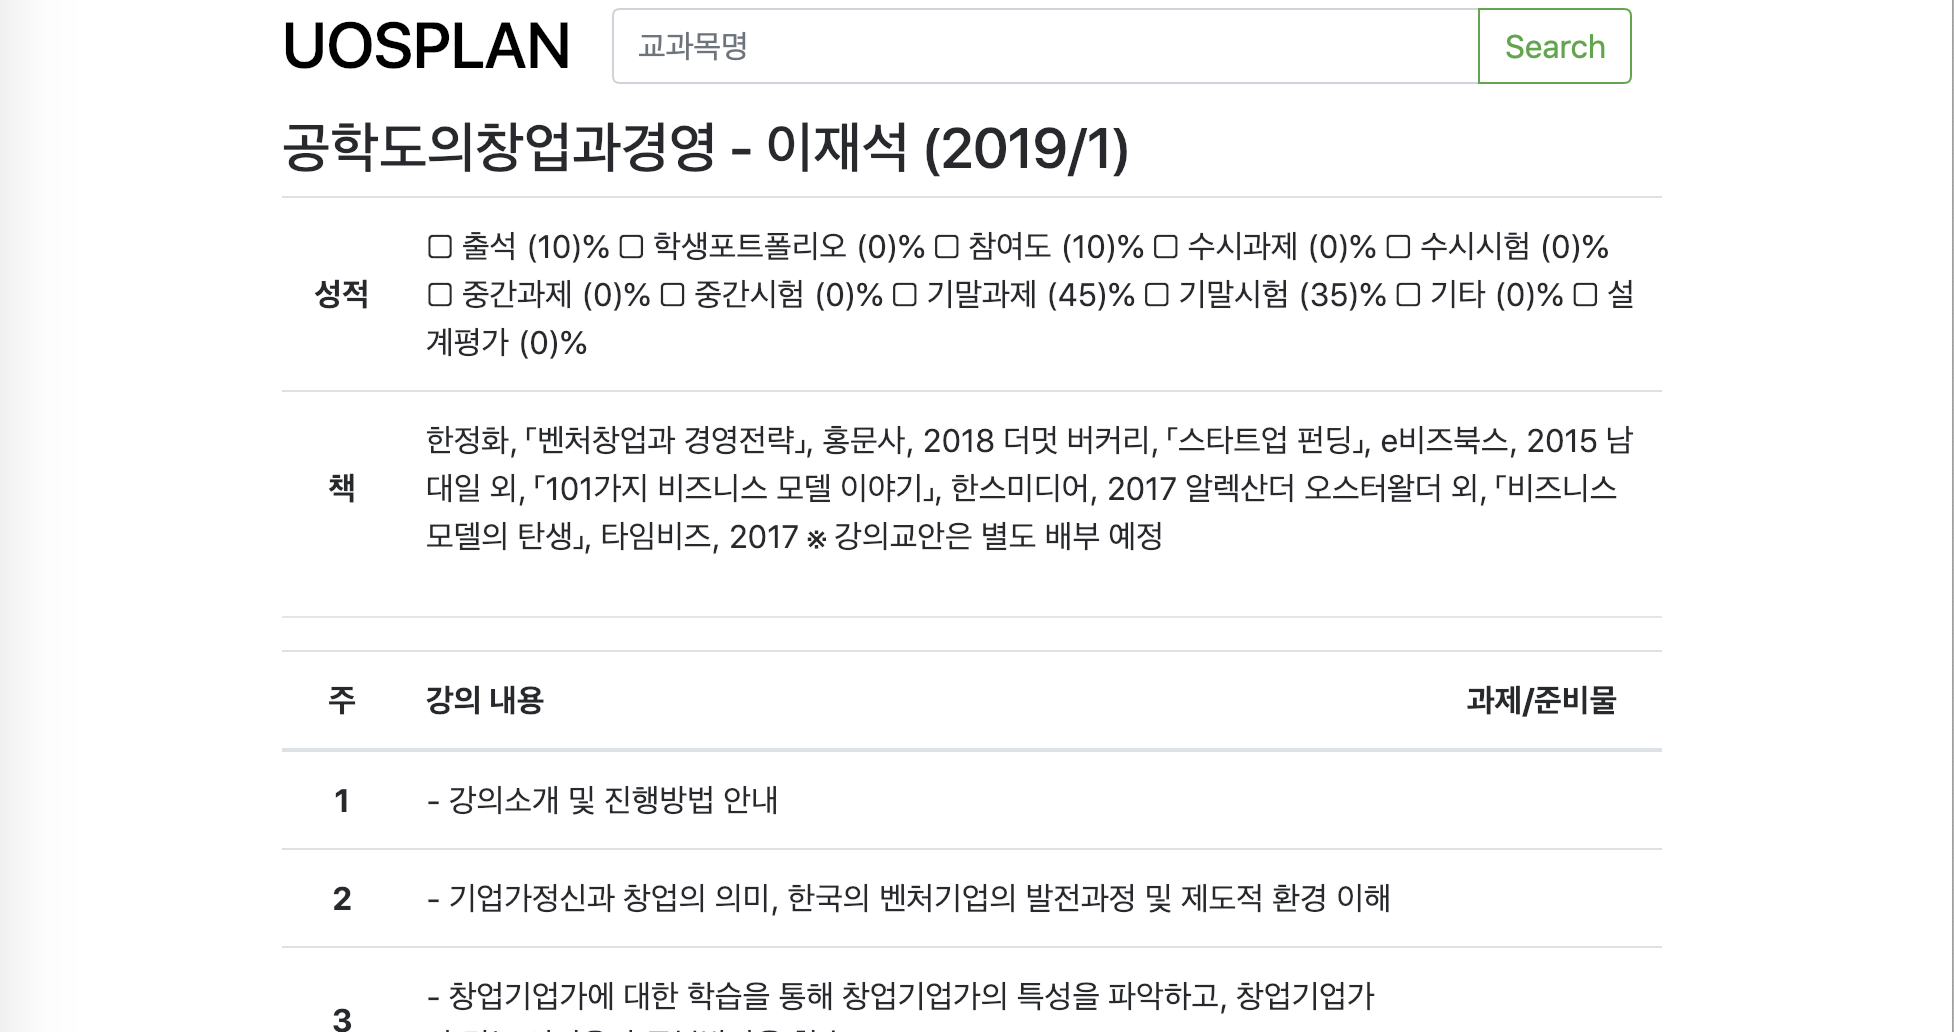 UOSPLAN 교과목명 Search
공학도의창업과경영 - 이재석 (2019/1)
▢ 출석 (10)% ▢ 학생포트폴리오 (0)% ▢ 참여도 (10)% ▢ 수시과제 (0)% ▢ 수시시험 (0)%
성적 ▢ 중간과제 (0)% ▢ 중간시험 (0)% ▢ 기말과제 (45)% ▢ 기말시험 (35)% ▢ 기타 (0)% ▢ 설
계평가 (0)%
한정화, 「벤처창업과 경영전략」, 홍문사, 2018 더멋 버커리, 「스타트업 펀딩」, e비즈북스, 2015 남
책 대일 외, 「101가지 비즈니스 모델 이야기」, 한스미디어, 2017 알렉산더 오스터왈더 외, 「비즈니스
모델의 탄생」, 타임비즈, 2017 ※ 강의교안은 별도 배부 예정
주 강의 내용 과제/준비물
1 - 강의소개 및 진행방법 안내
2 - 기업가정신과 창업의 의미, 한국의 벤처기업의 발전과정 및 제도적 환경 이해
3 - 창업기업가에 대한 학습을 통해 창업기업가의 특성을 파악하고, 창업기업가